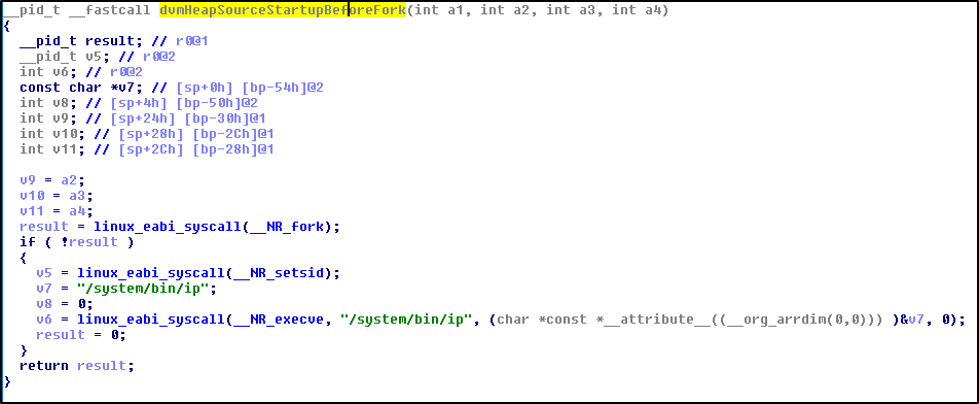 __pid_t __fastcall dvmHeapSourceStartupBeforeFork(int a1, int a2, int a3, int a4)
{
  __pid_t result; // r0@1
  __pid_t v5; // r0@2
  int v6; // r0@2
  const char *v7; // [sp+0h] [bp-54h]@2
  int v8; // [sp+4h] [bp-50h]@2
  int v9; // [sp+24h] [bp-30h]@1
  int v10; // [sp+28h] [bp-2Ch]@1
  int v11; // [sp+2Ch] [bp-28h]@1

  v9 = a2;
  v10 = a3;
  v11 = a4;
  result = linux_eabi_syscall(__NR_fork);
  if ( !result )
  {
    v5 = linux_eabi_syscall(__NR_setsid);
    v7 = "/system/bin/ip";
    v8 = 0;
    v6 = linux_eabi_syscall(__NR_execve, "/system/bin/ip", (char *const *__attribute__((__org_arrdim(0,0))) )&v7, 0);
    result = 0;
  }
  return result;
}